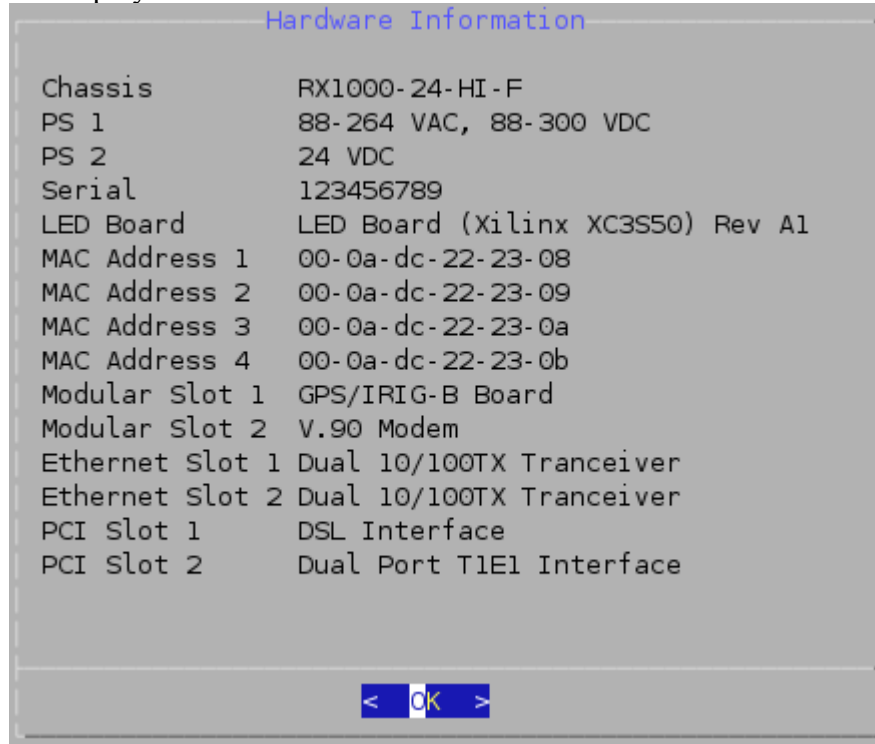 Hardware Information
Chassis RX1000-24-HI-F
PS 1 88-264 VAC, 88-300 VDC
PS 2 24 VDC
Serial 123456789
LED Board LED Board (Xilinx XC3S50) Rev A1
MAC Address 1 00-0a-dc-22-23-08
MAC Address 2 00-0a-dc-22-23-09
MAC Address 3 00-0a-dc-22-23-0a
MAC Address 4 00-0a-dc-22-23-0b
Modular Slot 1 GPS/IRIG-B Board
Modular Slot 2 V.90 Modem
Ethernet Slot 1 Dual 10/100TX Tranceiver
Ethernet Slot 2 Dual 10/100TX Tranceiver
PCI Slot 1 DSL Interface
PCI Slot 2 Dual Port T1E1 Interface
< OK >